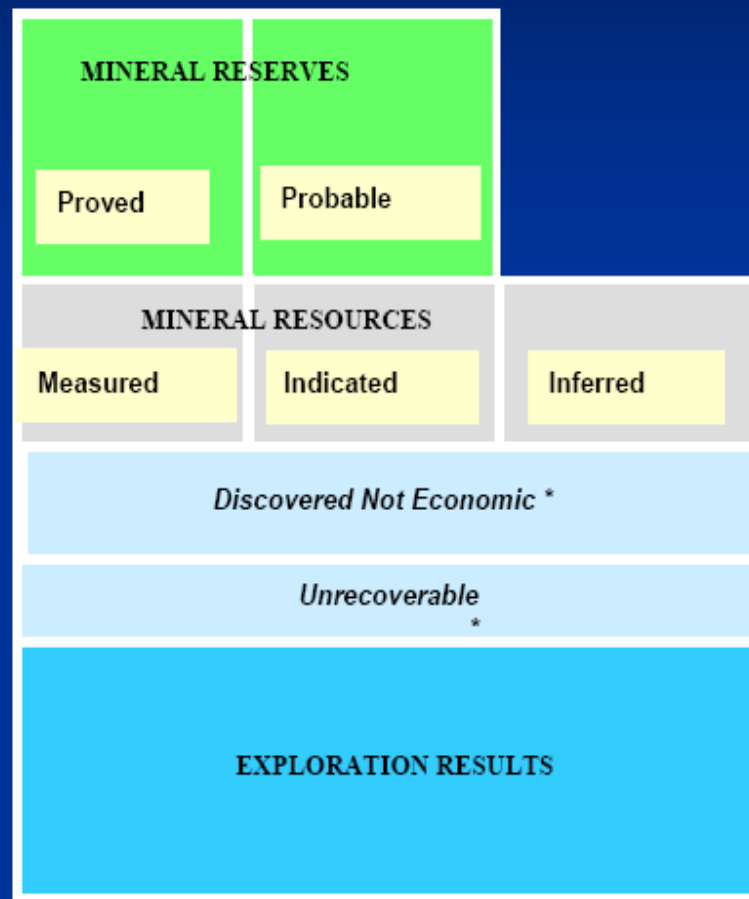 MINERAL RESERVES
Proved
Probable
MINERAL RESOURCES
Measured
Indicated
Inferred
Discovered Not Economic *
Unrecoverable
*
EXPLORATION RESULTS